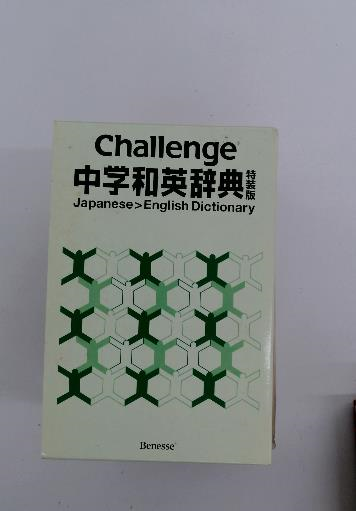 Challenge
中学和英辞典 特装版
Japanese>English Dictionary
Benesse